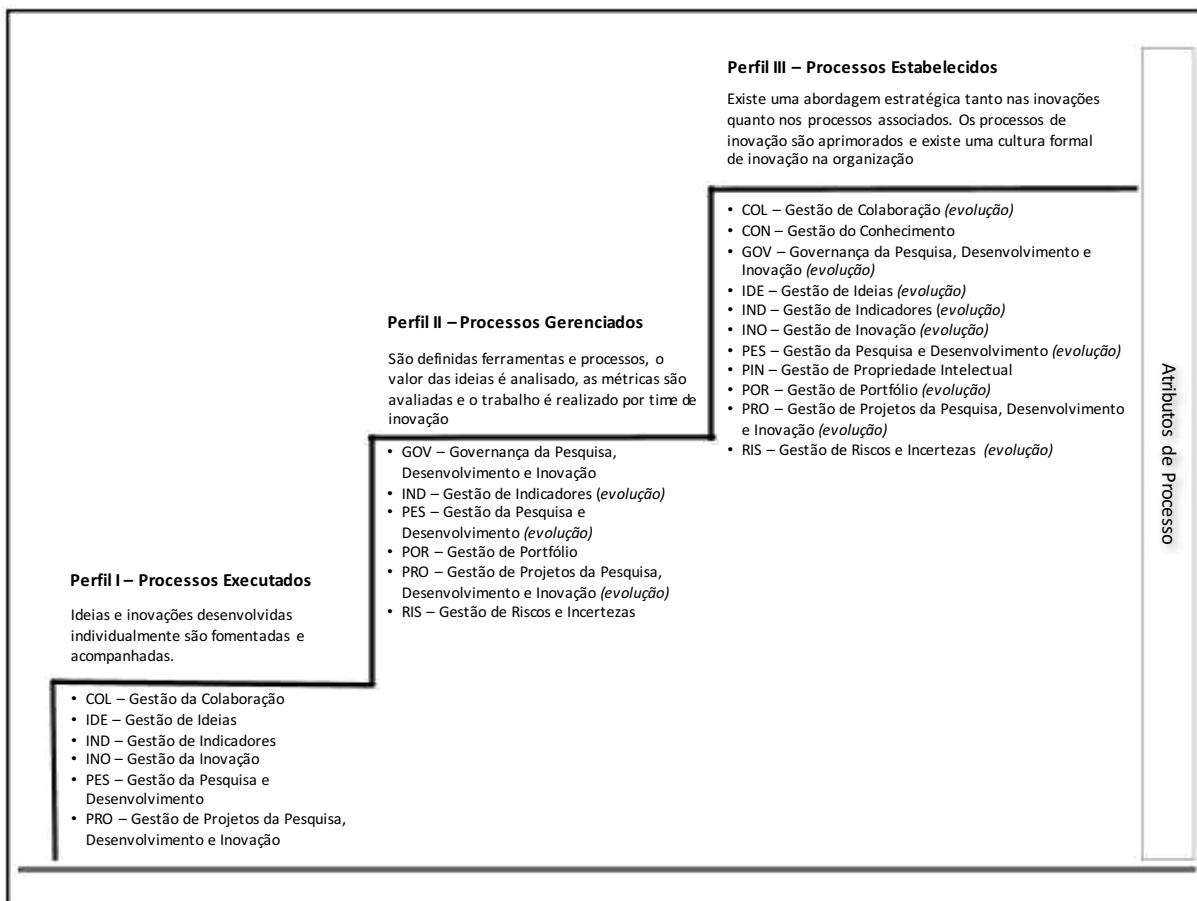 Perfil III – Processos Estabelecidos
Existe uma abordagem estratégica tanto nas inovações
quanto nos processos associados. Os processos de
inovação são aprimorados e existe uma cultura formal
de inovação na organização
• COL – Gestão de Colaboração (evolução)
• CON – Gestão do Conhecimento
• GOV – Governança da Pesquisa, Desenvolvimento e
Inovação (evolução)
• IDE – Gestão de Ideias (evolução)
• IND – Gestão de Indicadores (evolução)
• INO – Gestão de Inovação (evolução)
• PES – Gestão da Pesquisa e Desenvolvimento (evolução)
• PIN – Gestão de Propriedade Intelectual
• POR – Gestão de Portfólio (evolução)
• PRO – Gestão de Projetos da Pesquisa, Desenvolvimento
e Inovação (evolução)
• RIS – Gestão de Riscos e Incertezas (evolução)
Perfil II – Processos Gerenciados
São definidas ferramentas e processos, o
valor das ideias é analisado, as métricas são
avaliadas e o trabalho é realizado por time de
inovação
• GOV – Governança da Pesquisa,
Desenvolvimento e Inovação
• IND – Gestão de Indicadores (evolução)
• PES – Gestão da Pesquisa e
Desenvolvimento (evolução)
• POR – Gestão de Portfólio
• PRO – Gestão de Projetos da Pesquisa,
Desenvolvimento e Inovação (evolução)
• RIS – Gestão de Riscos e Incertezas
Perfil I – Processos Executados
Ideias e inovações desenvolvidas
individualmente são fomentadas e
acompanhadas.
• COL – Gestão da Colaboração
• IDE – Gestão de Ideias
• IND – Gestão de Indicadores
• INO – Gestão da Inovação
• PES – Gestão da Pesquisa e
Desenvolvimento
• PRO – Gestão de Projetos da Pesquisa,
Desenvolvimento e Inovação
Atributos de Processo